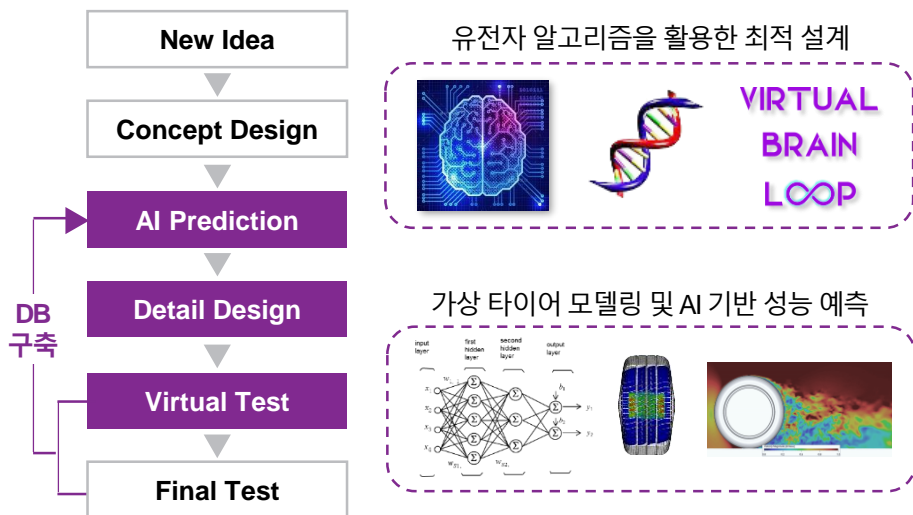 New Idea
Concept Design
AI Prediction
Detail Design
Virtual Test
Final Test
DB
구축
유전자 알고리즘을 활용한 최적 설계
VIRTUAL
BRAIN
LOOP
가상 타이어 모델링 및 AI 기반 성능 예측
input
layer
first
hidden
layer
second
hidden
layer
output
layer